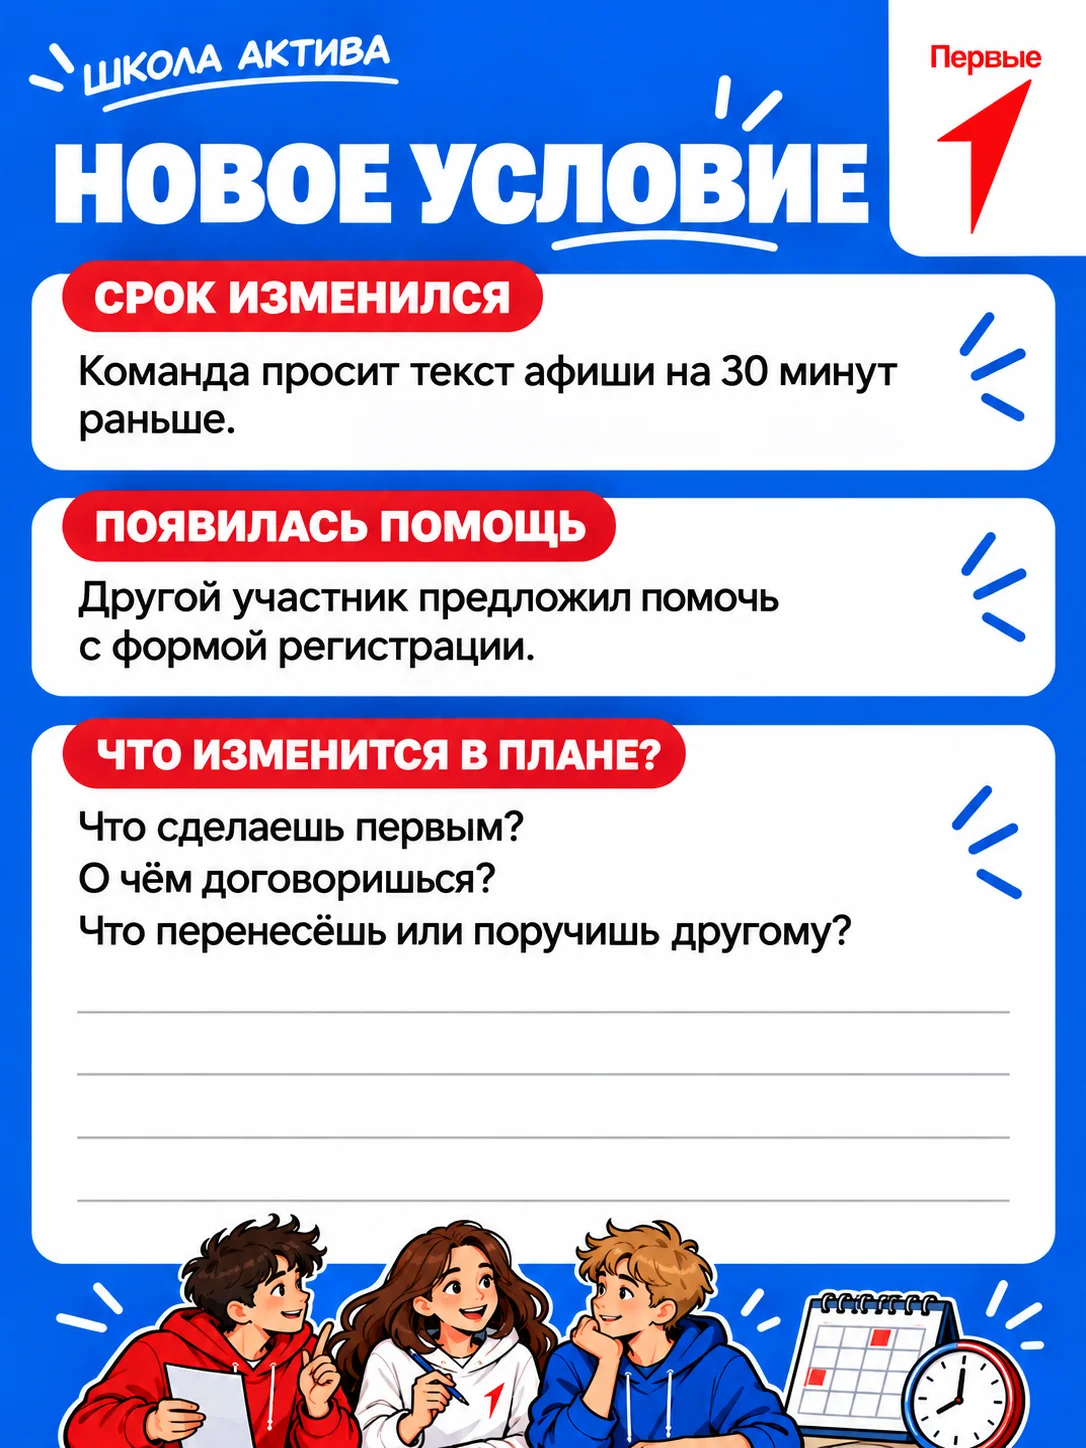 ШКОЛА АКТИВА
Первые
НОВОЕ УСЛОВИЕ
СРОК ИЗМЕНИЛСЯ
Команда просит текст афиши на 30 минут
раньше.
ПОЯВИЛАСЬ ПОМОЩЬ
Другой участник предложил помочь
с формой регистрации.
ЧТО ИЗМЕНИТСЯ В ПЛАНЕ?
Что сделаешь первым?
О чём договоришься?
Что перенесёшь или поручишь другому?